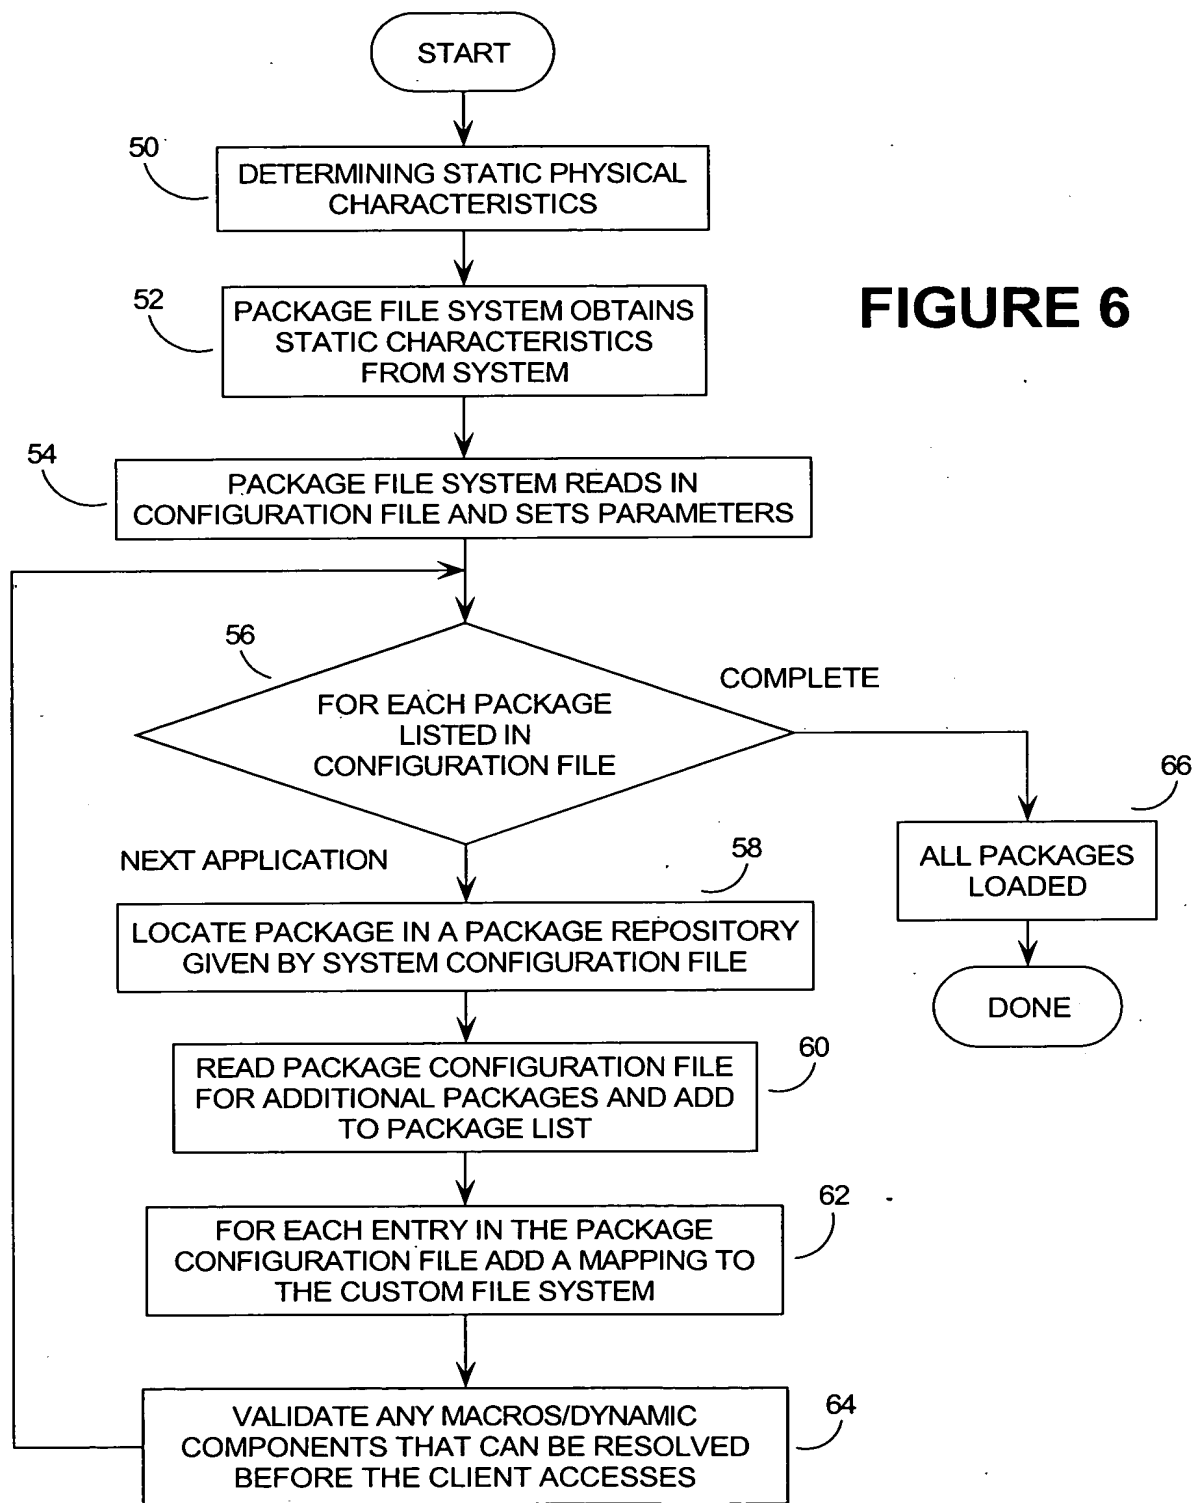 START
50
DETERMINING STATIC PHYSICAL
CHARACTERISTICS
52
PACKAGE FILE SYSTEM OBTAINS
STATIC CHARACTERISTICS
FROM SYSTEM
FIGURE 6
54
PACKAGE FILE SYSTEM READS IN
CONFIGURATION FILE AND SETS PARAMETERS
56
FOR EACH PACKAGE
LISTED IN
CONFIGURATION FILE
COMPLETE
66
ALL PACKAGES
LOADED
DONE
NEXT APPLICATION
58
LOCATE PACKAGE IN A PACKAGE REPOSITORY
GIVEN BY SYSTEM CONFIGURATION FILE
60
READ PACKAGE CONFIGURATION FILE
FOR ADDITIONAL PACKAGES AND ADD
TO PACKAGE LIST
62
FOR EACH ENTRY IN THE PACKAGE
CONFIGURATION FILE ADD A MAPPING TO
THE CUSTOM FILE SYSTEM
64
VALIDATE ANY MACROS/DYNAMIC
COMPONENTS THAT CAN BE RESOLVED
BEFORE THE CLIENT ACCESSES